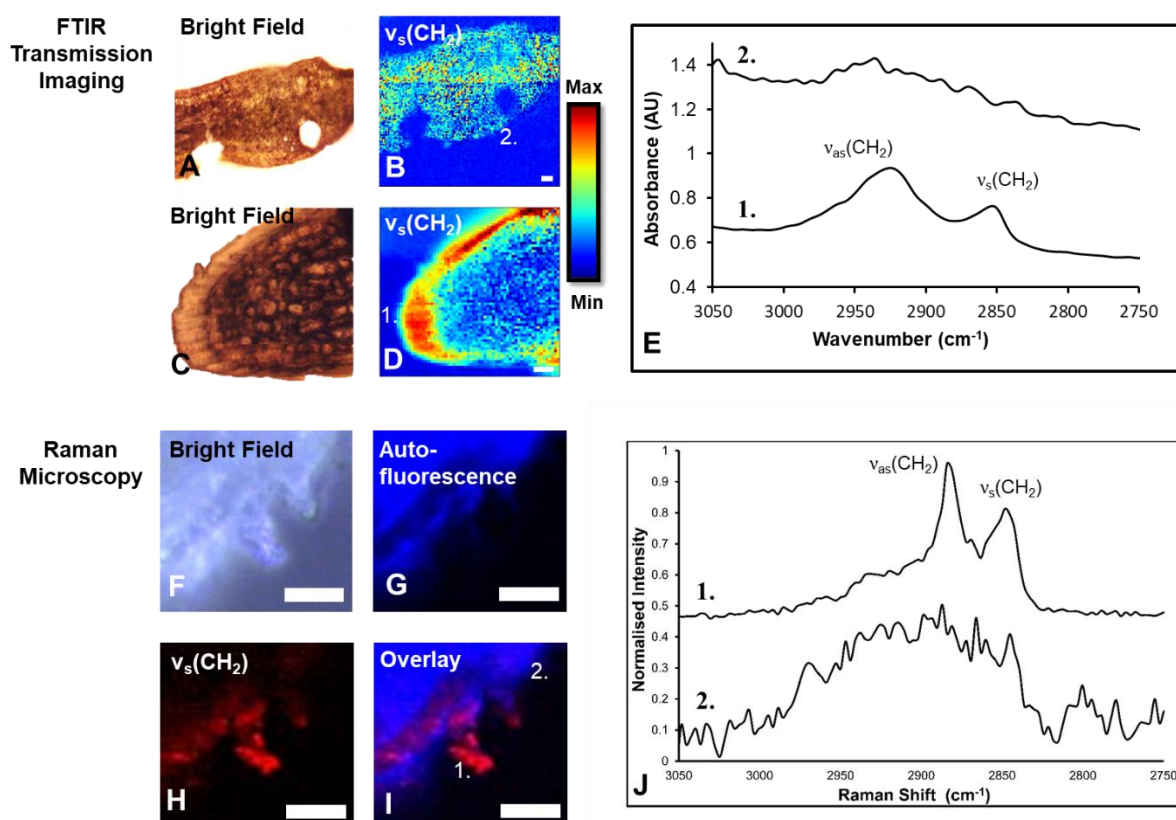 FTIR
Transmission
Imaging
Bright Field
A
νs(CH2)
2.
B
Max
Min
Bright Field
C
νs(CH2)
1.
D
Absorbance (AU)
1.4
1.2
1
0.8
0.6
0.4
2.
νas(CH2)
νs(CH2)
1.
3050
3000
2950
2900
2850
2800
2750
Wavenumber (cm-1)
E
Raman
Microscopy
Bright Field
F
Auto-
fluorescence
G
νs(CH2)
H
Overlay
2.
1.
I
Normalised Intensity
1
0.9
0.8
0.7
0.6
0.5
0.4
0.3
0.2
0.1
0
νas(CH2)
νs(CH2)
1.
2.
3050
3000
2950
2900
2850
2800
2750
Raman Shift (cm-1)
J